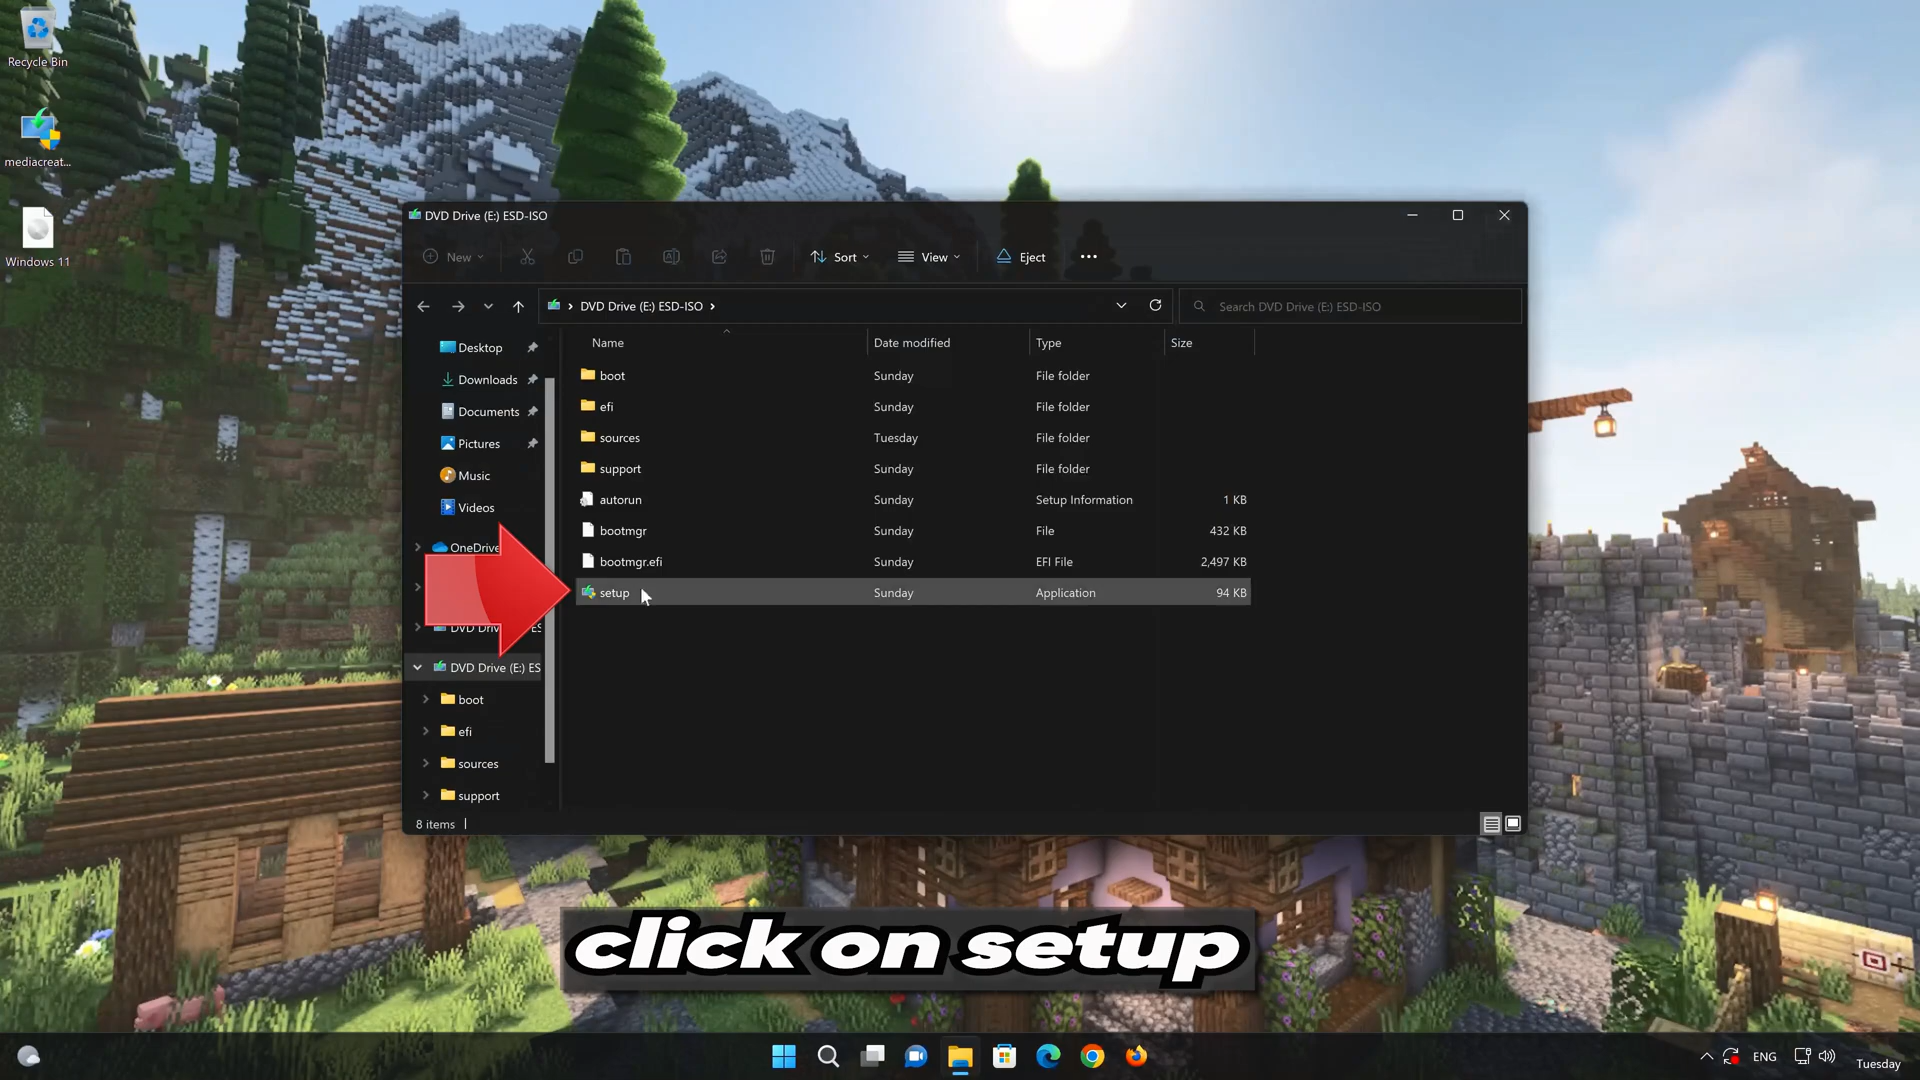 Recycle Bin
mediacreat...
Windows 11
DVD Drive (E:) ESD-ISO
New
Sort
View
Eject
DVD Drive (E:) ESD-ISO
Search DVD Drive (E:) ESD-ISO
Name Date modified Type Size
boot Sunday File folder
efi Sunday File folder
sources Tuesday File folder
support Sunday File folder
autorun Sunday Setup Information 1 KB
bootmgr Sunday File 432 KB
bootmgr.efi Sunday EFI File 2,497 KB
setup Sunday Application 94 KB
Desktop
Downloads
Documents
Pictures
Music
Videos
OneDrive
DVD Driv ES
DVD Drive (E:) ES
boot
efi
sources
support
8 items
click on setup
ENG
Tuesday